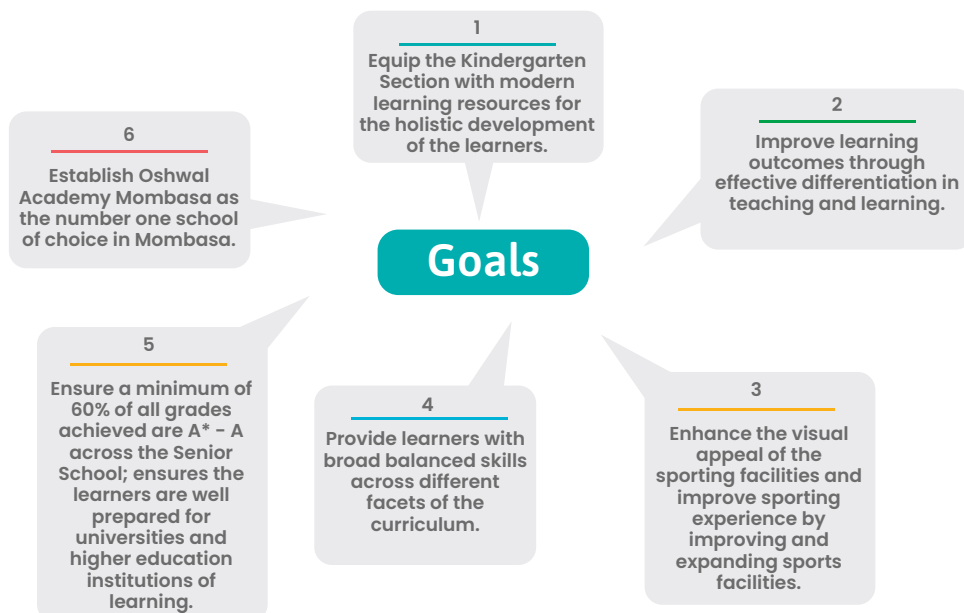 Goals
1
Equip the Kindergarten
Section with modern
learning resources for
the holistic development
of the learners.
2
Improve learning
outcomes through
effective differentiation in
teaching and learning.
3
Enhance the visual
appeal of the
sporting facilities and
improve sporting
experience by
improving and
expanding sports
facilities.
4
Provide learners with
broad balanced skills
across different
facets of the
curriculum.
5
Ensure a minimum of
60% of all grades
achieved are A* - A
across the Senior
School; ensures the
learners are well
prepared for
universities and
higher education
institutions of
learning.
6
Establish Oshwal
Academy Mombasa as
the number one school
of choice in Mombasa.